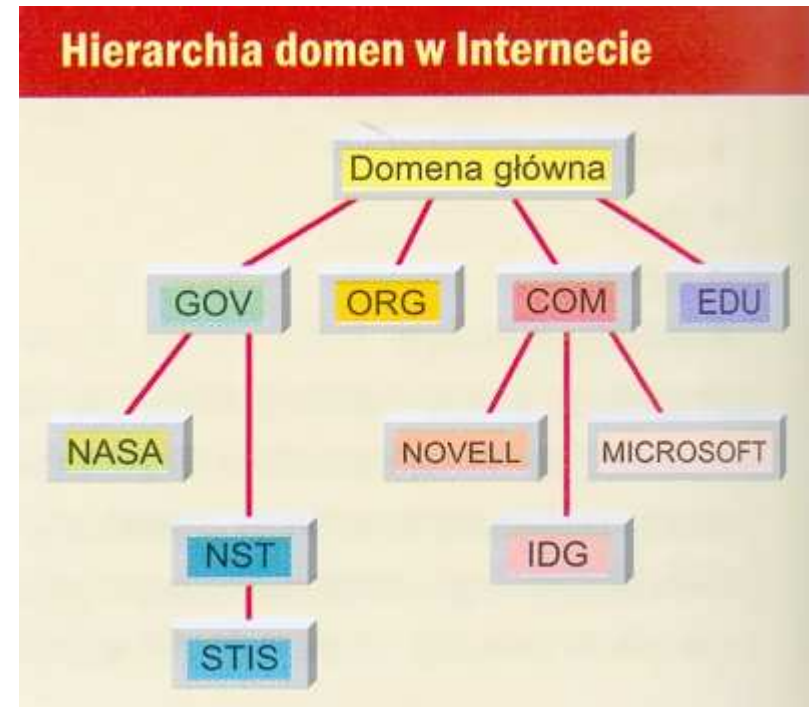 Hierarchia domen w Internecie
Domena główna
GOV ORG COM EDU
NASA NOVELL MICROSOFT
NST IDG
STIS